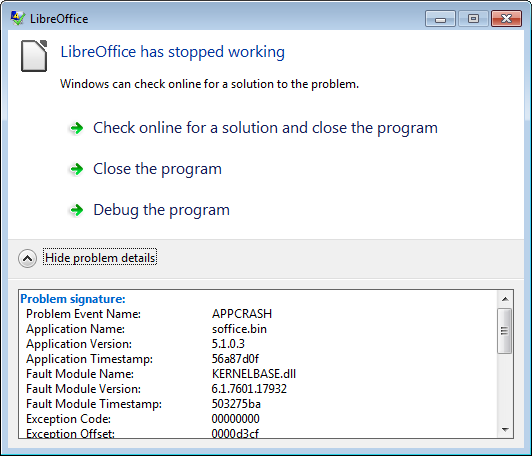 LibreOffice
LibreOffice has stopped working
Windows can check online for a solution to the problem.
Check online for a solution and close the program
Close the program
Debug the program
Hide problem details
Problem signature:
Problem Event Name: APPCRASH
Application Name: soffice.bin
Application Version: 5.1.0.3
Application Timestamp: 56a87d0f
Fault Module Name: KERNELBASE.dll
Fault Module Version: 6.1.7601.17932
Fault Module Timestamp: 503275ba
Exception Code: 00000000
Exception Offset: 0000d3cf